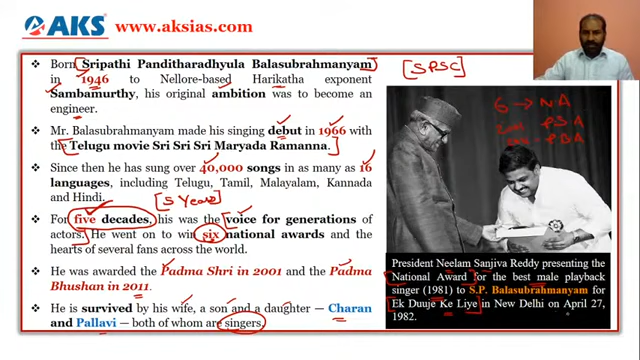 AKS www.aksias.com
Born Sripathi Panditharadhyula Balasubrahmanyam
in 1946 to Nellore-based Harikatha exponent
Sambamurthy, his original ambition was to become an
engineer.
Mr. Balasubrahmanyam made his singing debut in 1966 with
the Telugu movie Sri Sri Sri Maryada Ramanna.
Since then he has sung over 40,000 songs in as many as 16
languages, including Telugu, Tamil, Malayalam, Kannada
and Hindi.
[5 Years]
For five decades, his was the voice for generations of
actors. He went on to win six national awards and the
hearts of several fans across the world.
He was awarded the Padma Shri in 2001 and the Padma
Bhushan in 2011.
He is survived by his wife, a son and a daughter – Charan
and Pallavi – both of whom are singers.
[SPSC]
6 → NA
PSA
PBA
President Neelam Sanjiva Reddy presenting the
National Award for the best male playback
singer (1981) to S.P. Balasubrahmanyam for
Ek Duuje Ke Liye in New Delhi on April 27,
1982.